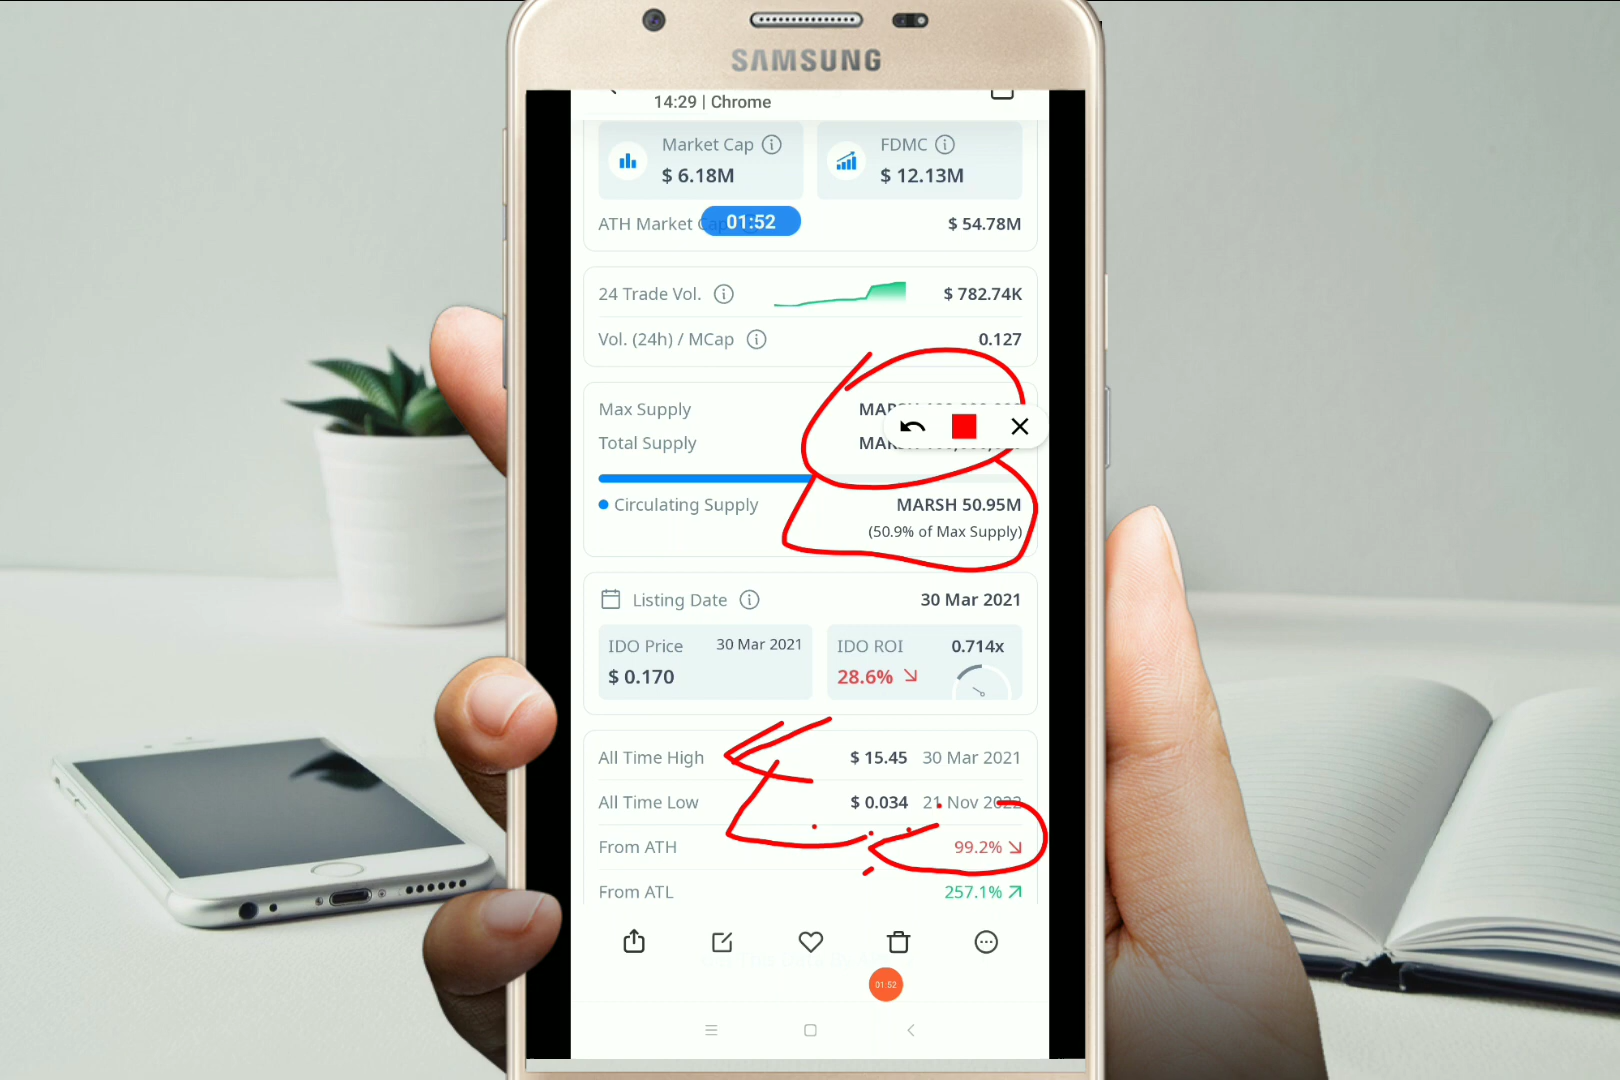 SAMSUNG
14:29 | Chrome
Market Cap
$ 6.18M
FDMC
$ 12.13M
ATH Market Cap
01:52
$ 54.78M
24 Trade Vol.
$ 782.74K
Vol. (24h) / MCap
0.127
Max Supply
Total Supply
Circulating Supply
MARSH 50.95M
(50.9% of Max Supply)
Listing Date
30 Mar 2021
IDO Price
30 Mar 2021
$ 0.170
IDO ROI
0.714x
28.6%
All Time High
$ 15.45
30 Mar 2021
All Time Low
$ 0.034
21 Nov 2022
From ATH
99.2%
From ATL
257.1%
01:52